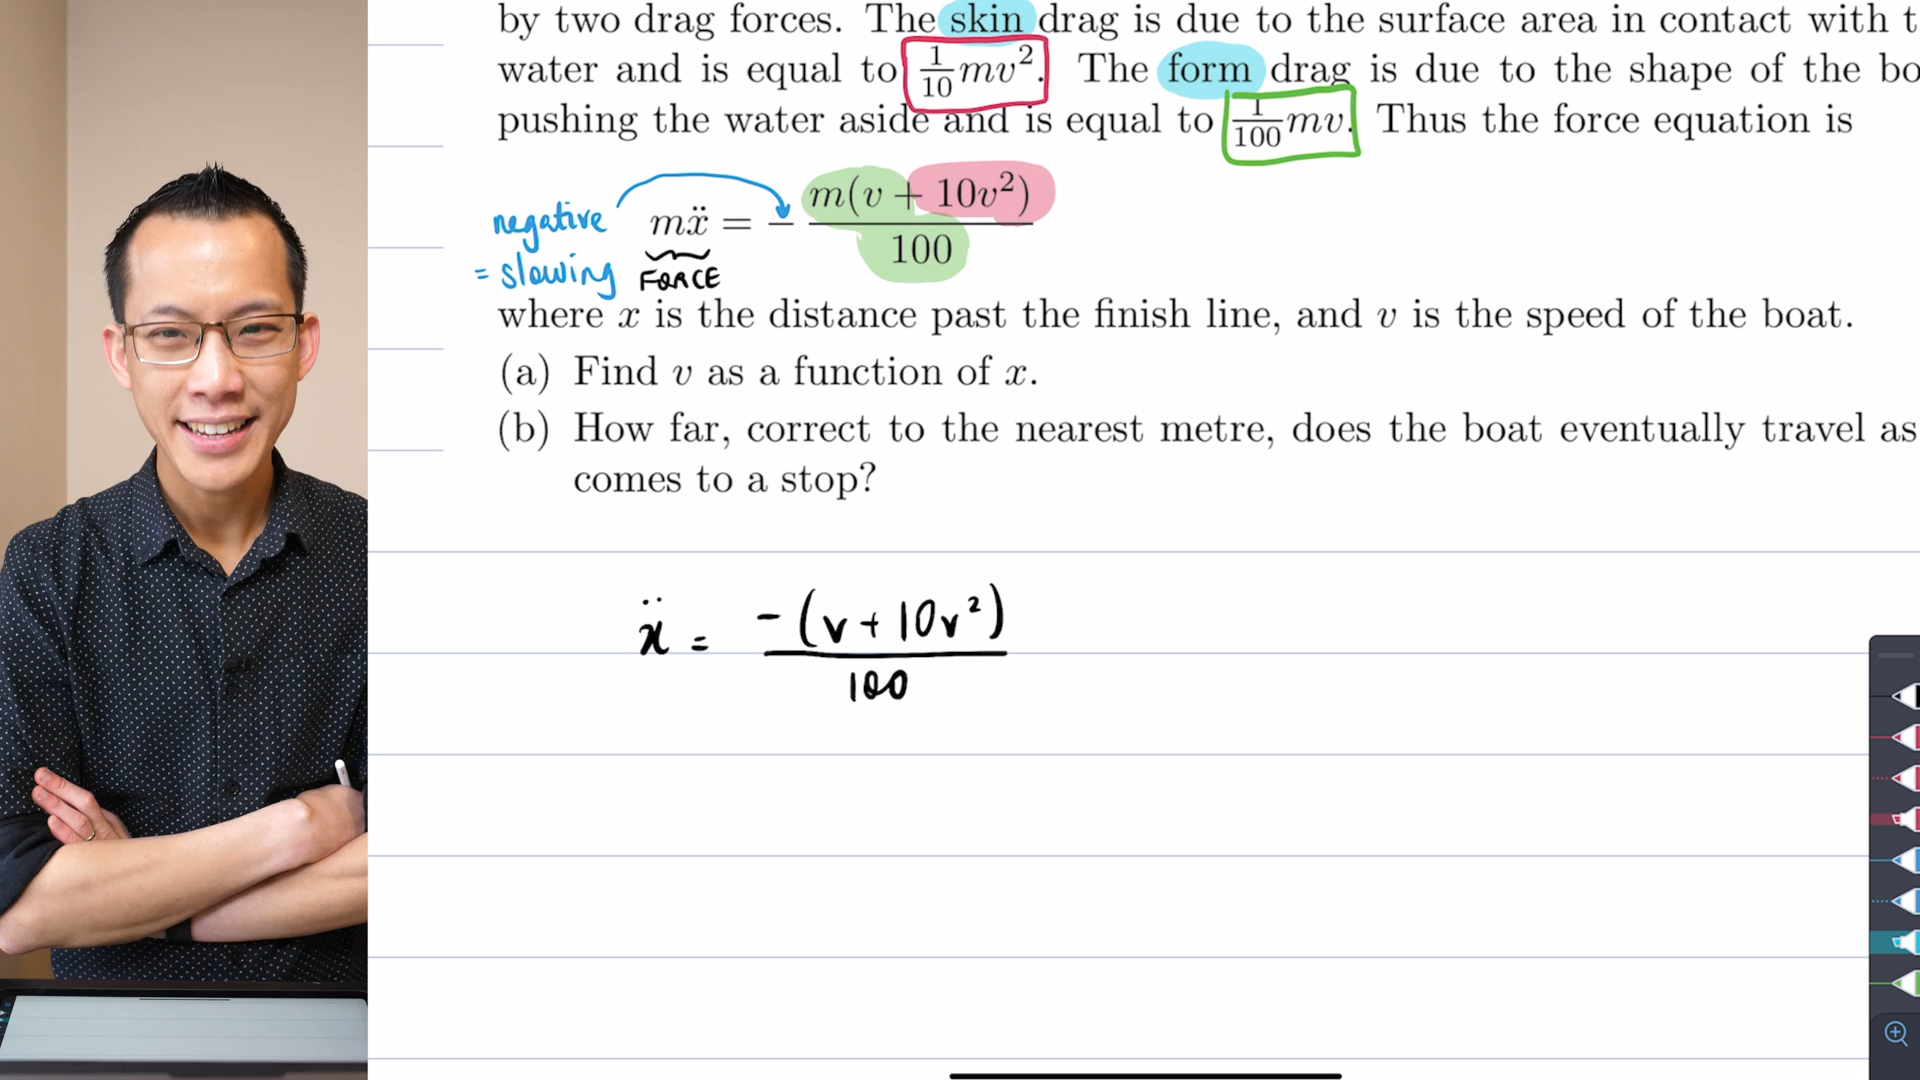 by two drag forces. The skin drag is due to the surface area in contact with t
water and is equal to 1/10 mv². The form drag is due to the shape of the bo
pushing the water aside and is equal to 1/100 mv. Thus the force equation is
negative
= slowing
mẍ = − m(v + 10v²) / 100
FORCE
where x is the distance past the finish line, and v is the speed of the boat.
(a) Find v as a function of x.
(b) How far, correct to the nearest metre, does the boat eventually travel as
comes to a stop?
ẍ = -(v + 10v²) / 100